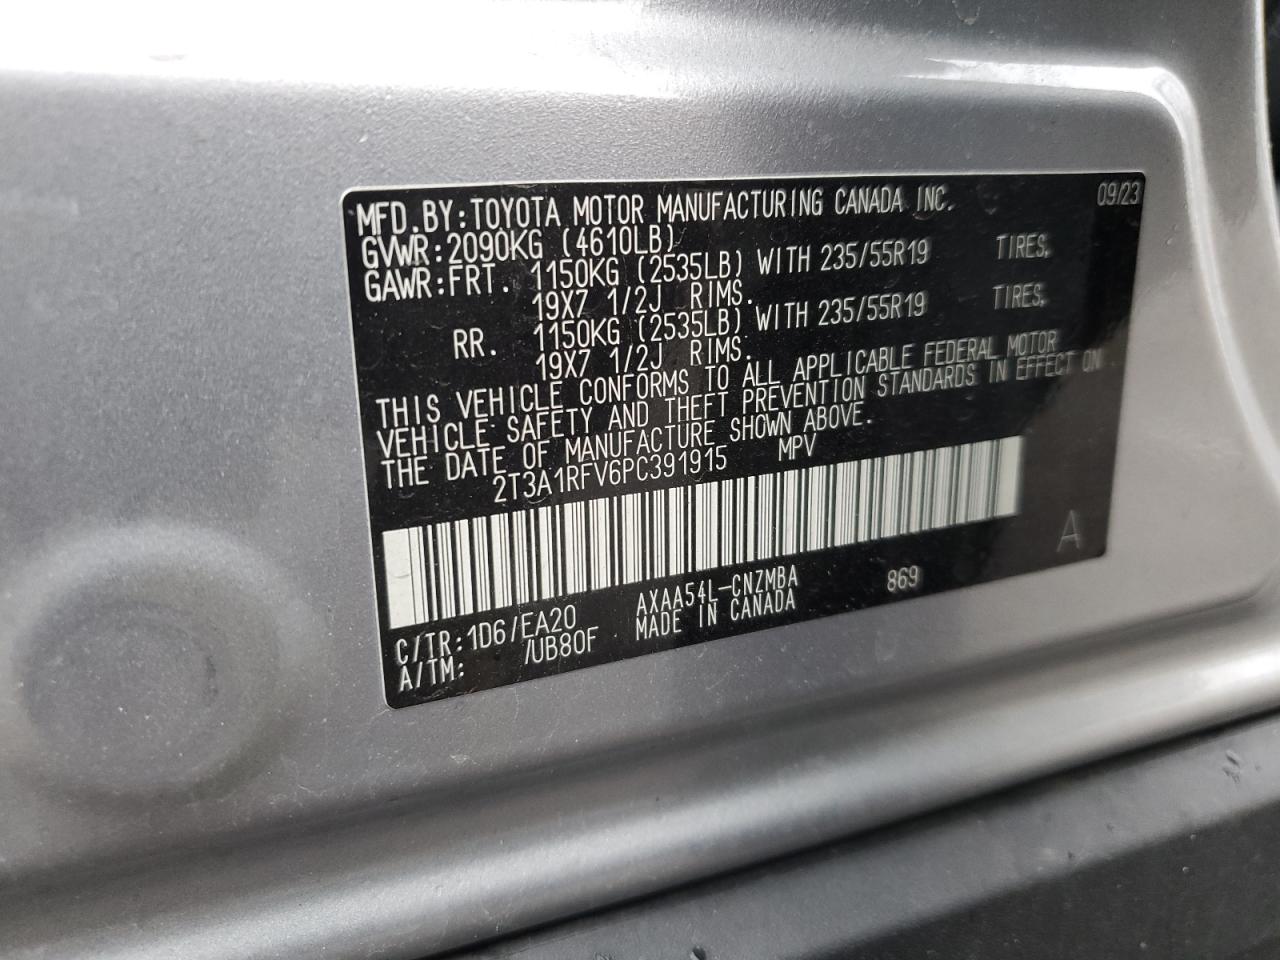 MFD.BY:TOYOTA MOTOR MANUFACTURING CANADA INC. 09/23
GVWR:2090KG (4610LB)
GAWR:FRT. 1150KG (2535LB) WITH 235/55R19 TIRES,
19X7 1/2J RIMS.
RR. 1150KG (2535LB) WITH 235/55R19 TIRES,
19X7 1/2J RIMS.
THIS VEHICLE CONFORMS TO ALL APPLICABLE FEDERAL MOTOR
VEHICLE SAFETY AND THEFT PREVENTION STANDARDS IN EFFECT ON
THE DATE OF MANUFACTURE SHOWN ABOVE.
2T3A1RFV6PC391915 MPV
A
C/TR:1D6/EA20 AXAA54L-CNZMBA 869
A/TM: /UB80F MADE IN CANADA